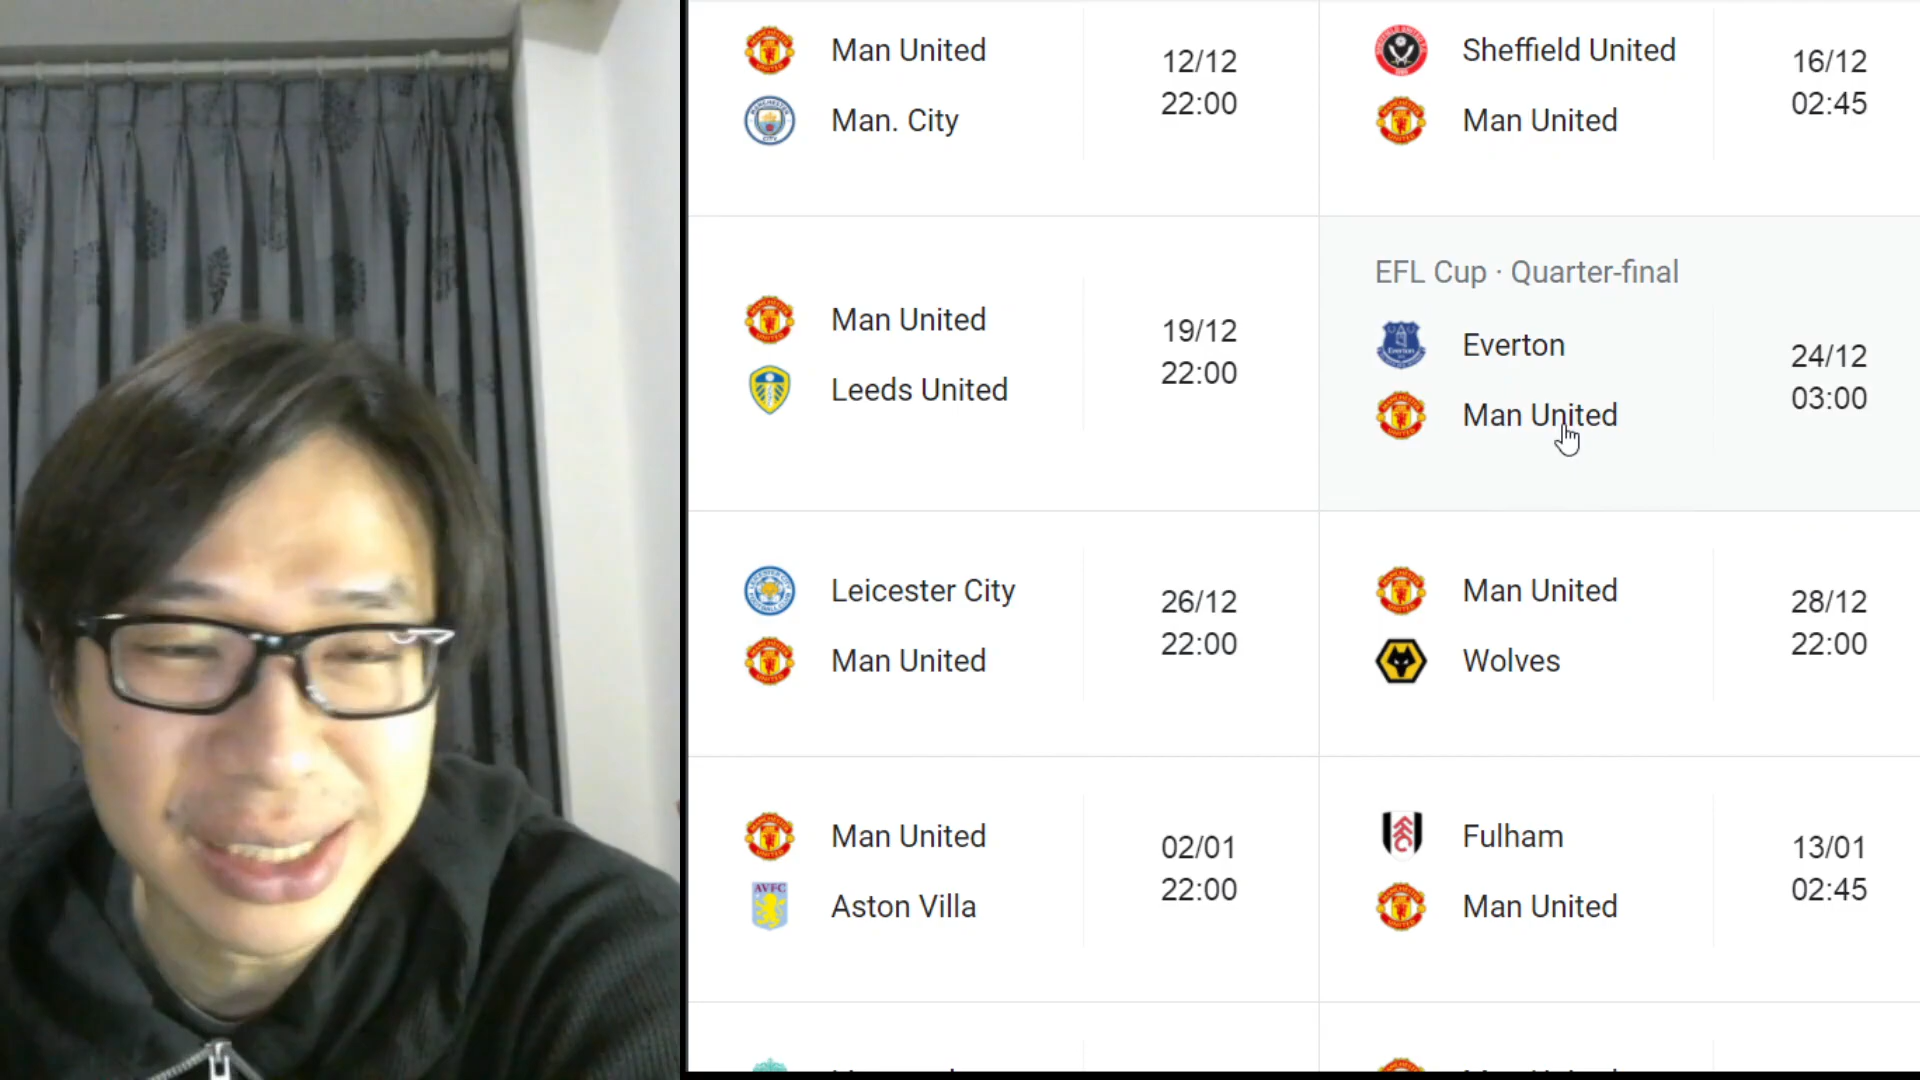 Man United
Man. City
12/12
22:00
Sheffield United
Man United
16/12
02:45
Man United
Leeds United
19/12
22:00
EFL Cup · Quarter-final
Everton
Man United
24/12
03:00
Leicester City
Man United
26/12
22:00
Man United
Wolves
28/12
22:00
Man United
Aston Villa
AVFC
02/01
22:00
Fulham
Man United
13/01
02:45